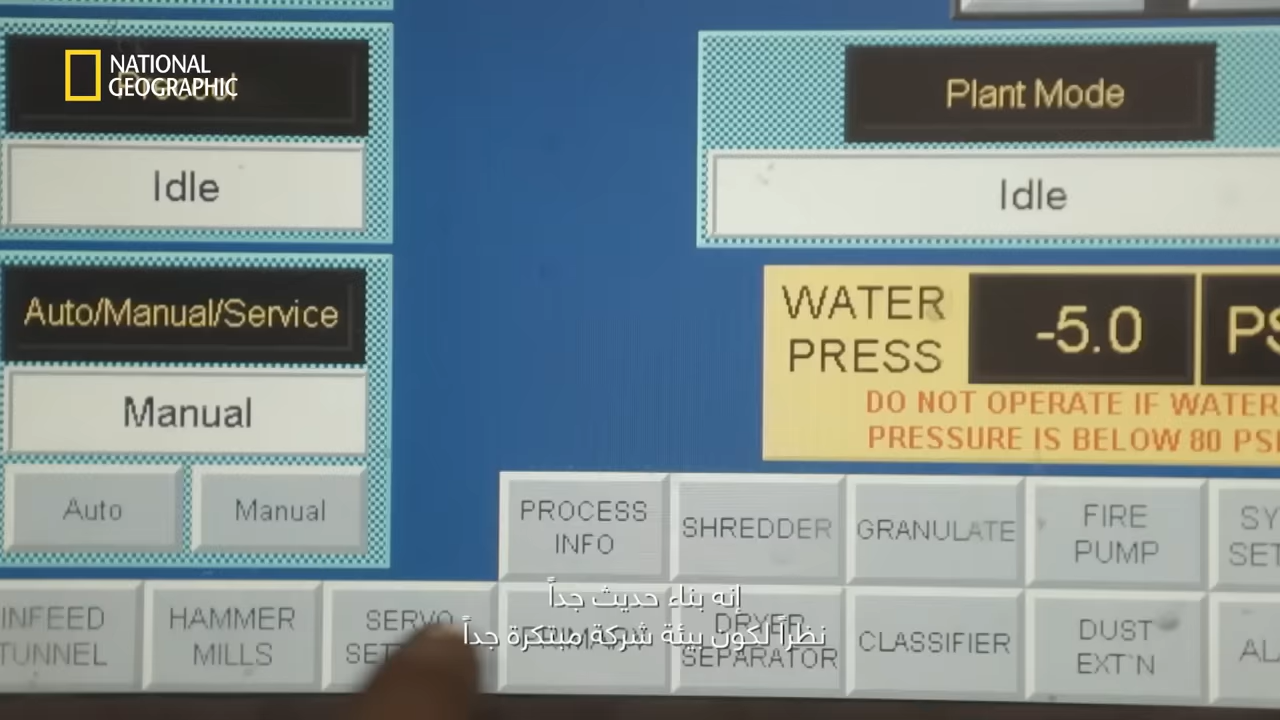 NATIONAL
GEOGRAPHIC
Idle
Plant Mode
Idle
Auto/Manual/Service
Manual
Auto
Manual
WATER
PRESS
-5.0
DO NOT OPERATE IF WATER
PRESSURE IS BELOW 80
PROCESS
INFO
SHREDDER
GRANULATE
FIRE
PUMP
INFEED
TUNNEL
HAMMER
MILLS
SERVO
PRIMARY
DRYER
SEPARATOR
CLASSIFIER
DUST
EXT'N
إنه بناء حديث جداً
نظراً لكون بيئة شركة مبتكرة جداً